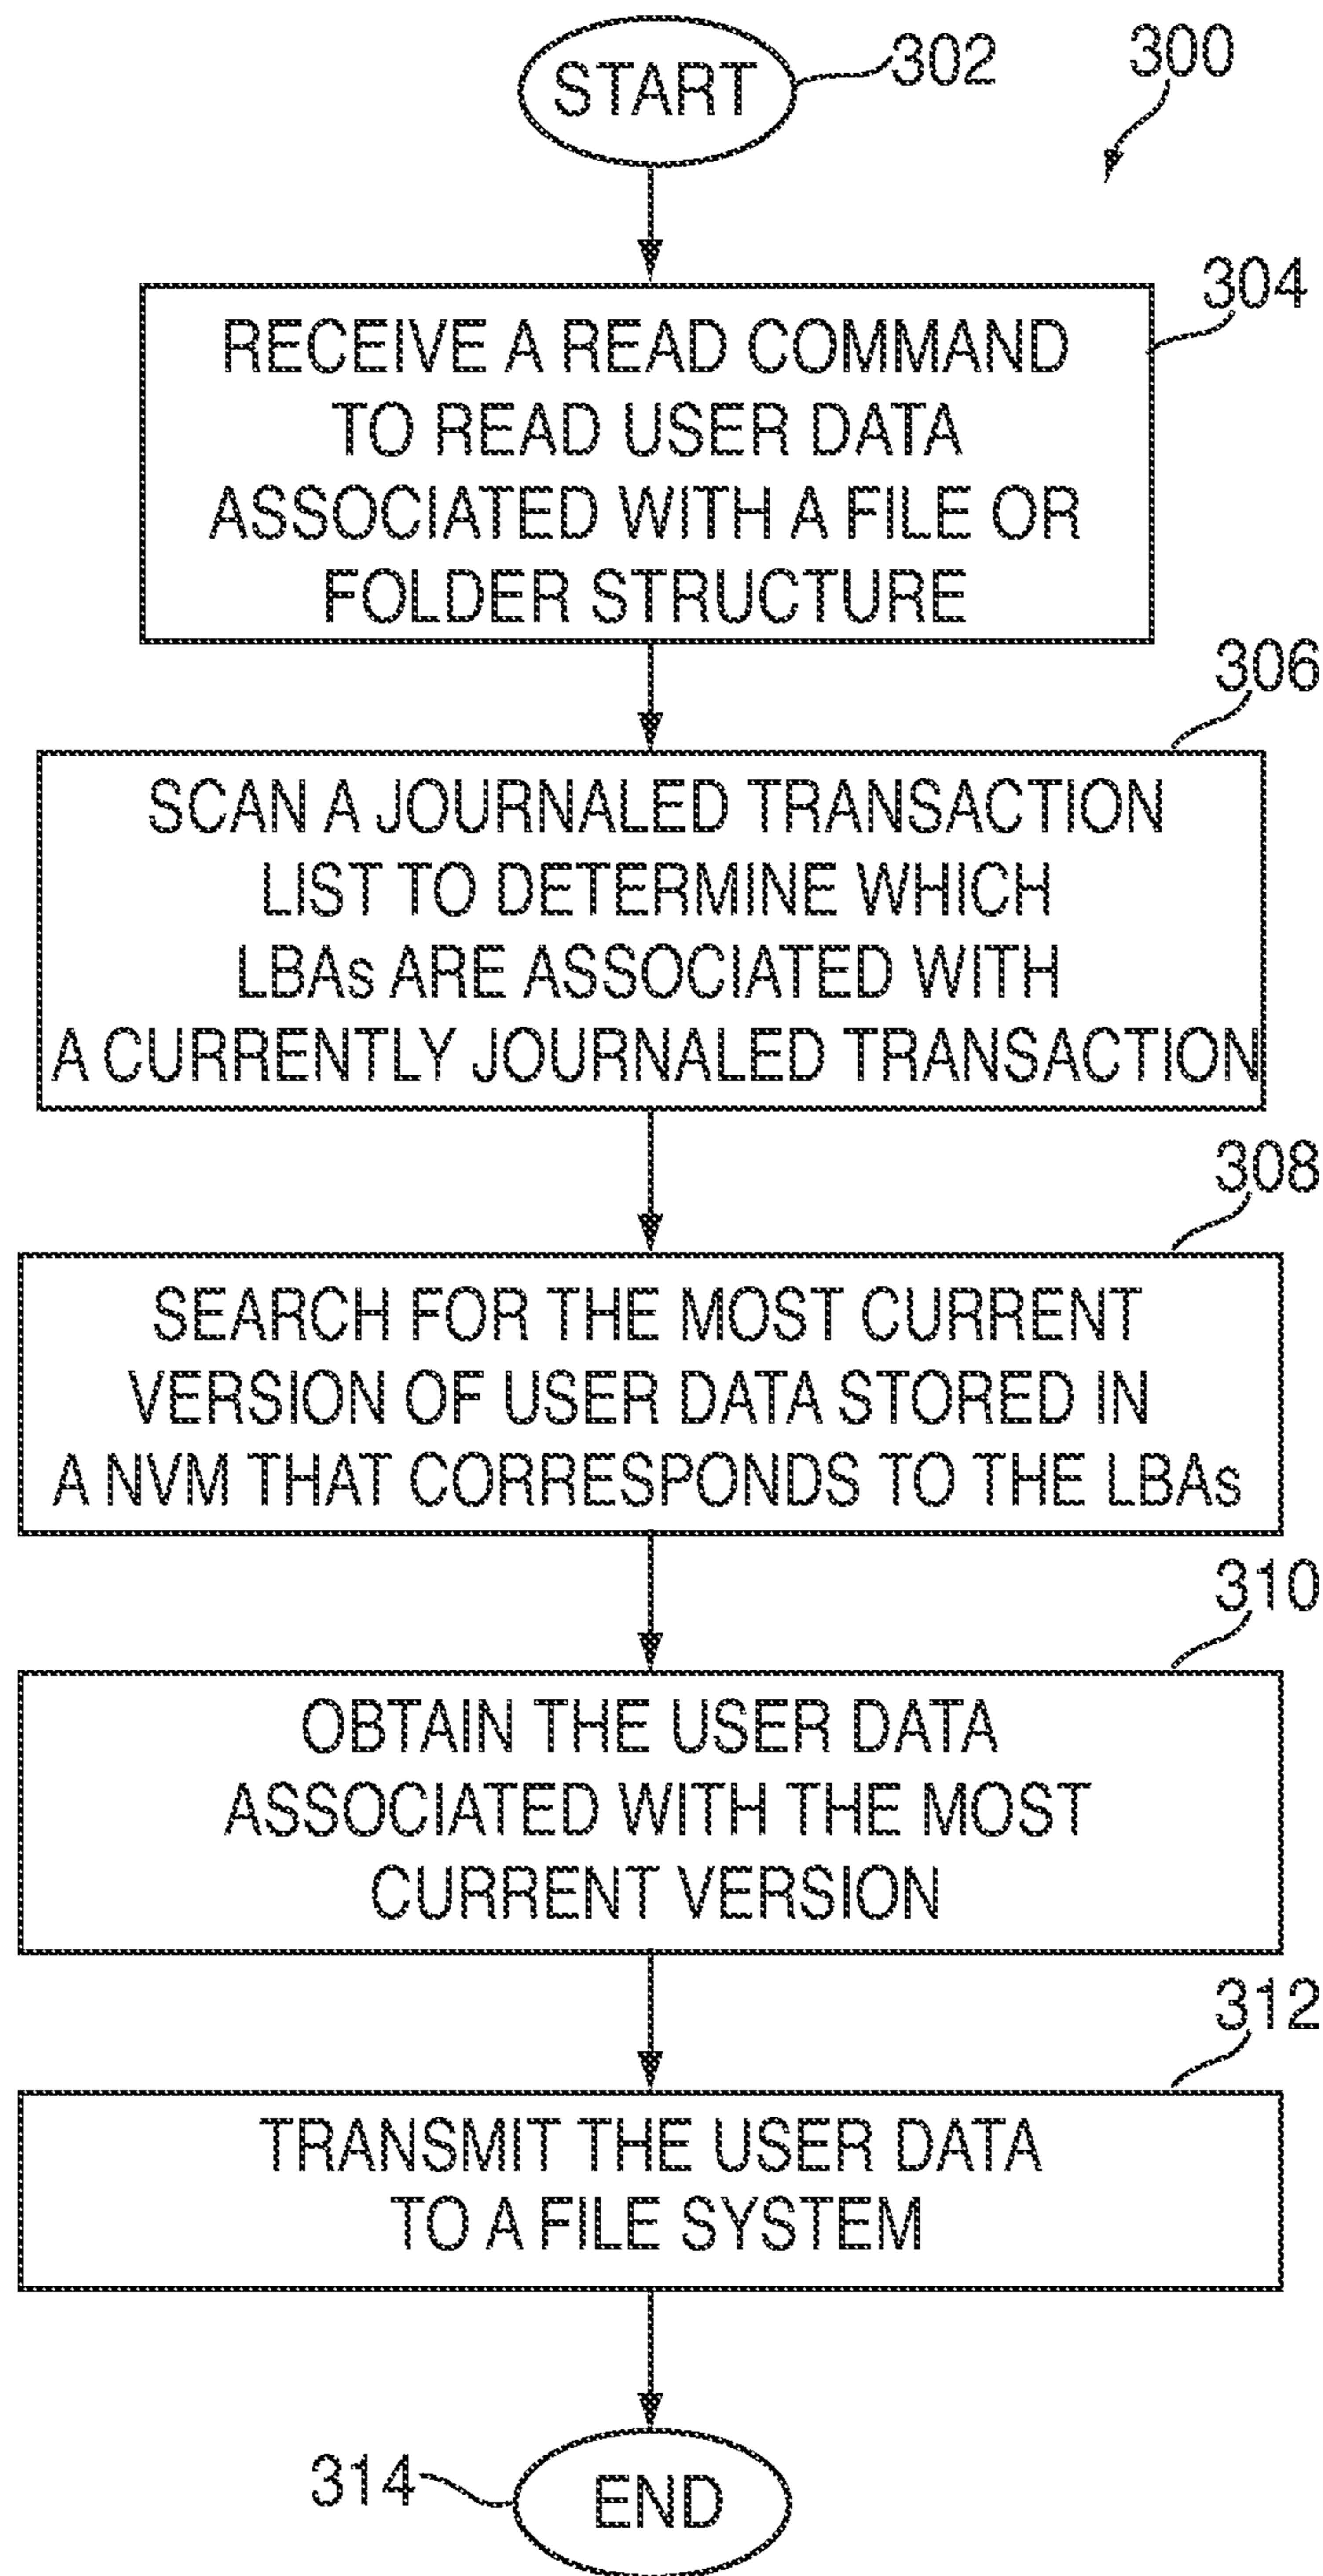 START
302
300
304
RECEIVE A READ COMMAND
TO READ USER DATA
ASSOCIATED WITH A FILE OR
FOLDER STRUCTURE
306
SCAN A JOURNALED TRANSACTION
LIST TO DETERMINE WHICH
LBAs ARE ASSOCIATED WITH
A CURRENTLY JOURNALED TRANSACTION
308
SEARCH FOR THE MOST CURRENT
VERSION OF USER DATA STORED IN
A NVM THAT CORRESPONDS TO THE LBAs
310
OBTAIN THE USER DATA
ASSOCIATED WITH THE MOST
CURRENT VERSION
312
TRANSMIT THE USER DATA
TO A FILE SYSTEM
314
END